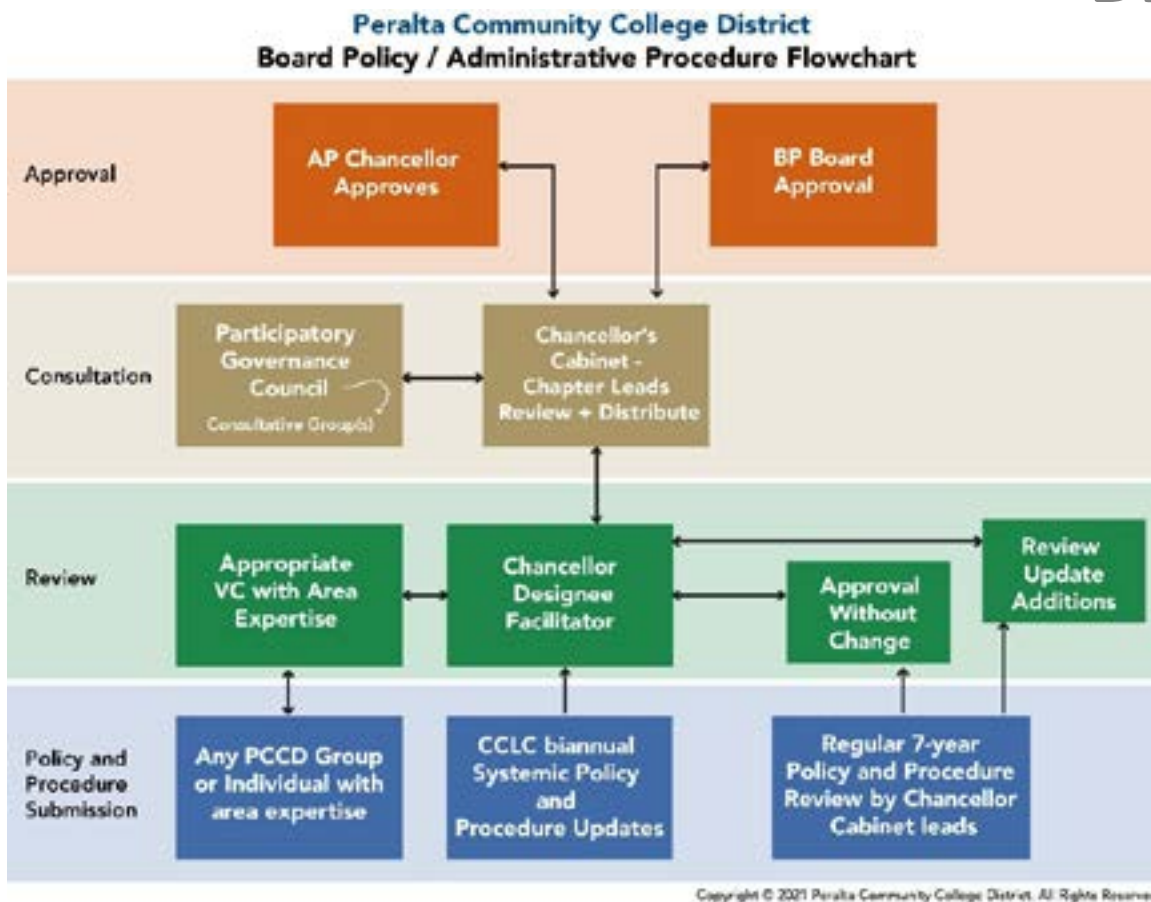 Peralta Community College District
Board Policy / Administrative Procedure Flowchart
Approval
AP Chancellor
Approves
BP Board
Approval
Consultation
Participatory
Governance
Council
Consultative Group(s)
Chancellor's
Cabinet -
Chapter Leads
Review + Distribute
Review
Appropriate
VC with Area
Expertise
Chancellor
Designee
Facilitator
Approval
Without
Change
Review
Update
Additions
Policy and
Procedure
Submission
Any PCCD Group
or Individual with
area expertise
CCLC biannual
Systemic Policy
and
Procedure Updates
Regular 7-year
Policy and Procedure
Review by Chancellor
Cabinet leads
Copyright © 2021 Peralta Community College District. All Rights Reserve